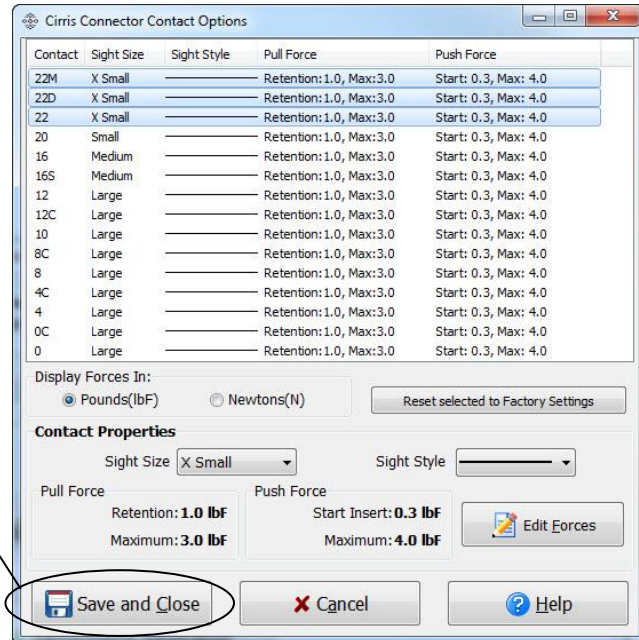 Cirris Connector Contact Options
Contact Sight Size Sight Style Pull Force Push Force
22M X Small Retention:1.0, Max:3.0 Start: 0.3, Max: 4.0
22D X Small Retention:1.0, Max:3.0 Start: 0.3, Max: 4.0
22 X Small Retention:1.0, Max:3.0 Start: 0.3, Max: 4.0
20 Small Retention:1.0, Max:3.0 Start: 0.3, Max: 4.0
16 Medium Retention:1.0, Max:3.0 Start: 0.3, Max: 4.0
16S Medium Retention:1.0, Max:3.0 Start: 0.3, Max: 4.0
12 Large Retention:1.0, Max:3.0 Start: 0.3, Max: 4.0
12C Large Retention:1.0, Max:3.0 Start: 0.3, Max: 4.0
10 Large Retention:1.0, Max:3.0 Start: 0.3, Max: 4.0
8C Large Retention:1.0, Max:3.0 Start: 0.3, Max: 4.0
8 Large Retention:1.0, Max:3.0 Start: 0.3, Max: 4.0
4C Large Retention:1.0, Max:3.0 Start: 0.3, Max: 4.0
4 Large Retention:1.0, Max:3.0 Start: 0.3, Max: 4.0
0C Large Retention:1.0, Max:3.0 Start: 0.3, Max: 4.0
0 Large Retention:1.0, Max:3.0 Start: 0.3, Max: 4.0
Display Forces In:
Pounds(lbF) Newtons(N) Reset selected to Factory Settings
Contact Properties
Sight Size X Small Sight Style
Pull Force Push Force
Retention: 1.0 lbF Start Insert: 0.3 lbF
Maximum: 3.0 lbF Maximum: 4.0 lbF
Edit Forces
Save and Close Cancel Help